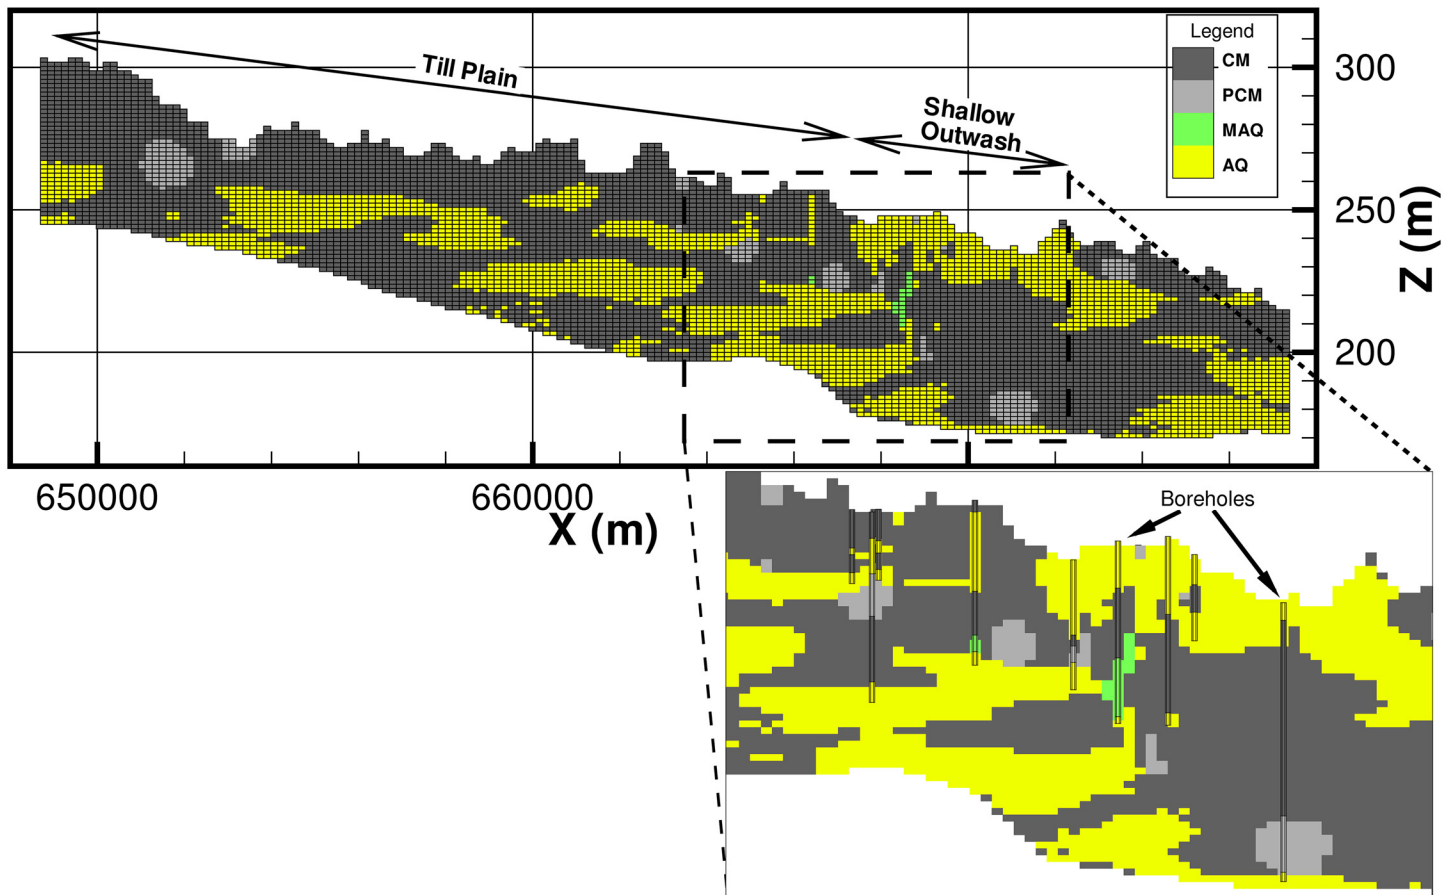 Till Plain
Shallow
Outwash
Legend
CM
PCM
MAQ
AQ
300
250
200
Z (m)
650000
660000
X (m)
Boreholes